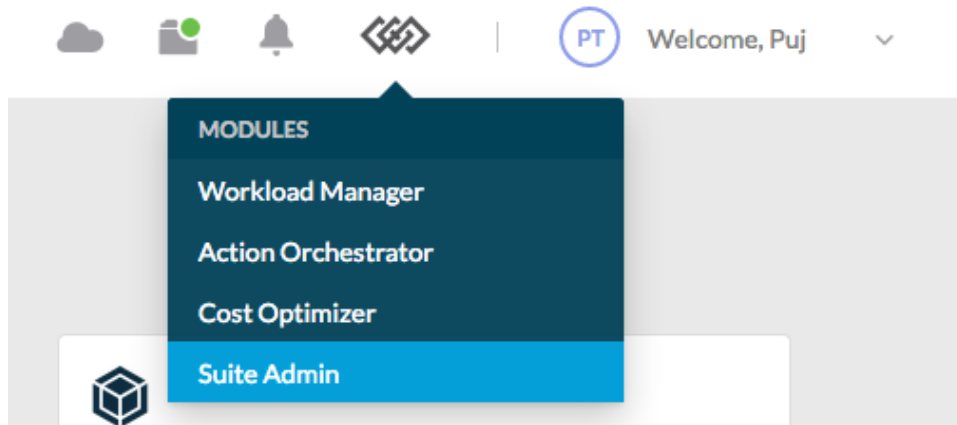 PT
Welcome, Puj
MODULES
Workload Manager
Action Orchestrator
Cost Optimizer
Suite Admin